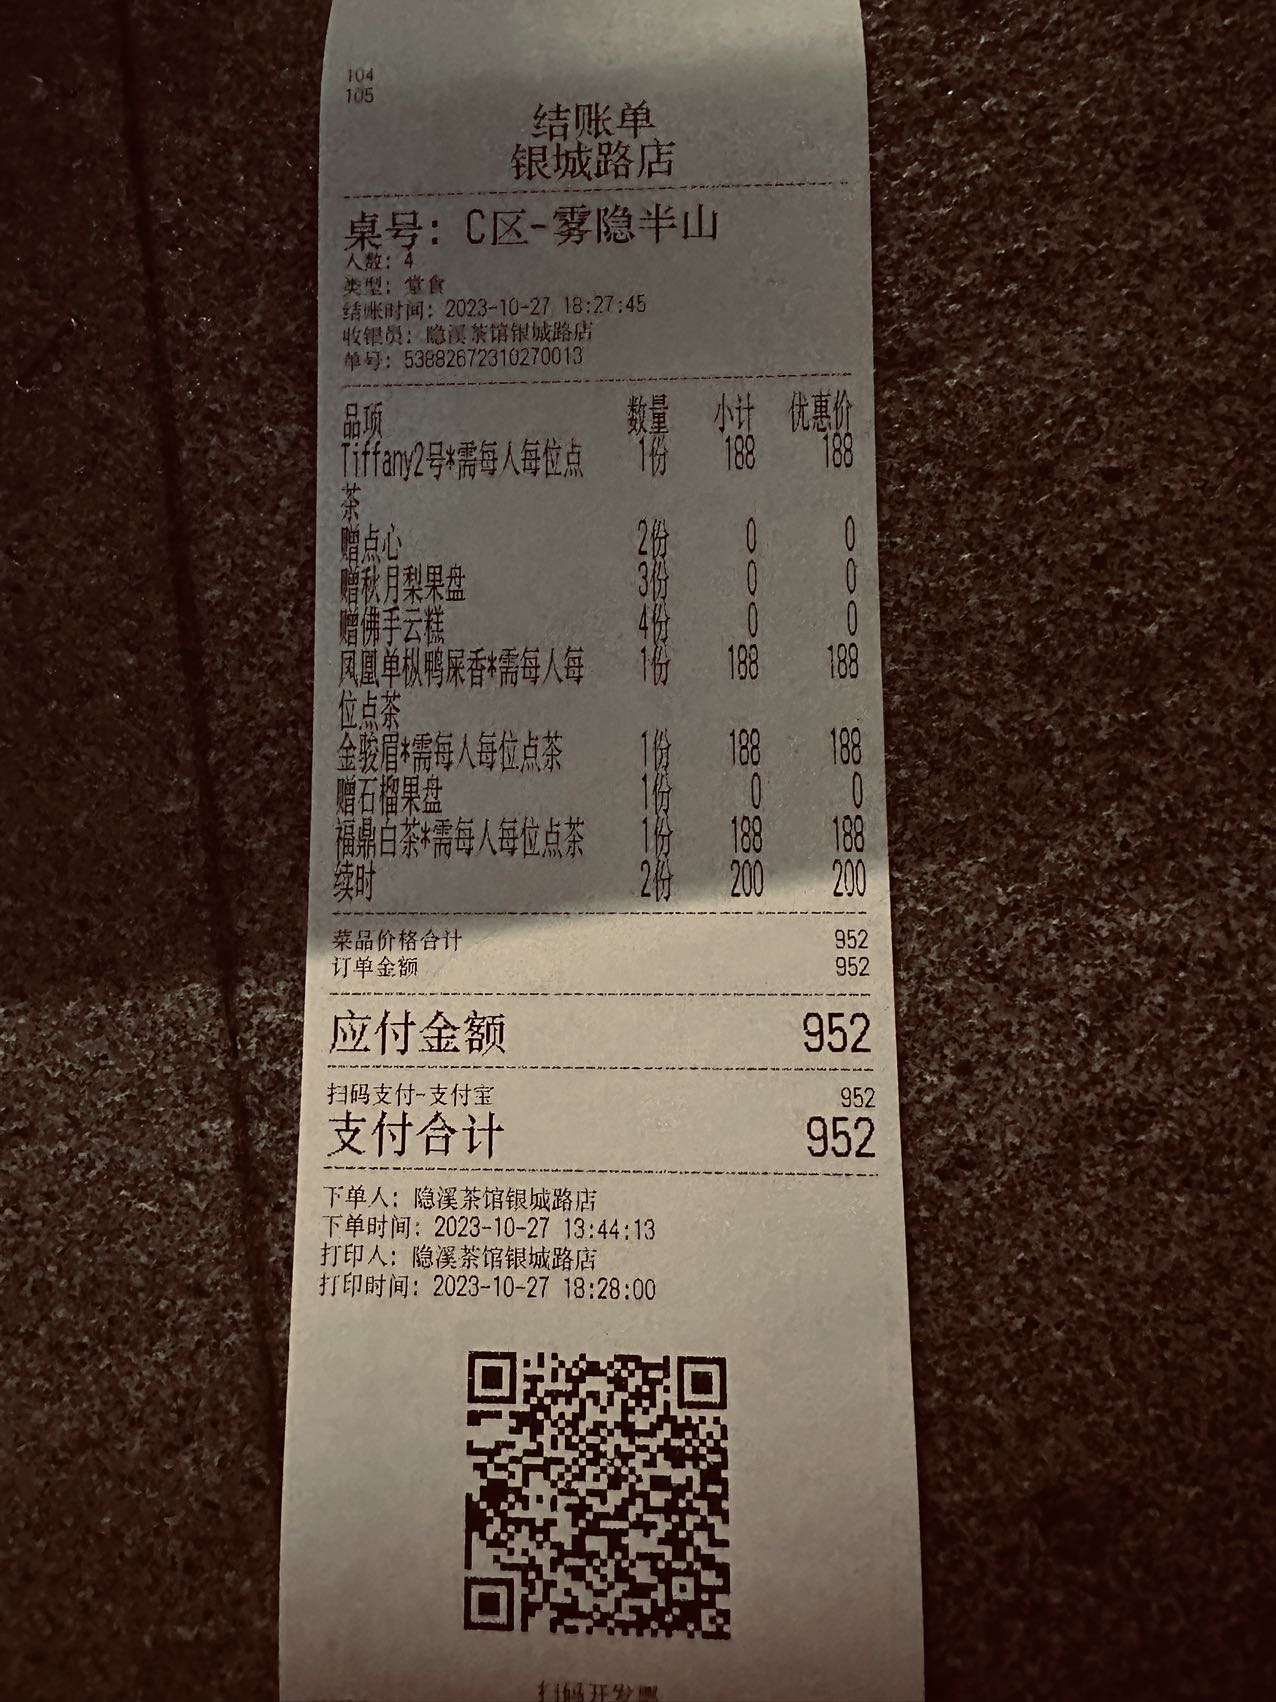 104
105
结账单
银城路店
桌号: C区-雾隐半山
人数: 4
类型: 堂食
结账时间: 2023-10-27 18:27:45
收银员: 隐溪茶馆银城路店
单号: 53882672310270013
品项 数量 小计 优惠价
Tiffany2号*需每人每位点 1份 188 188
茶
赠点心 2份 0 0
赠秋月梨果盘 3份 0 0
赠佛手云糕 4份 0 0
凤凰单枞鸭屎香*需每人每 1份 188 188
位点茶
金骏眉*需每人每位点茶 1份 188 188
赠石榴果盘 1份 0 0
福鼎白茶*需每人每位点茶 1份 188 188
续时 2份 200 200
菜品价格合计 952
订单金额 952
应付金额 952
扫码支付-支付宝 952
支付合计 952
下单人: 隐溪茶馆银城路店
下单时间: 2023-10-27 13:44:13
打印人: 隐溪茶馆银城路店
打印时间: 2023-10-27 18:28:00
扫码开发票